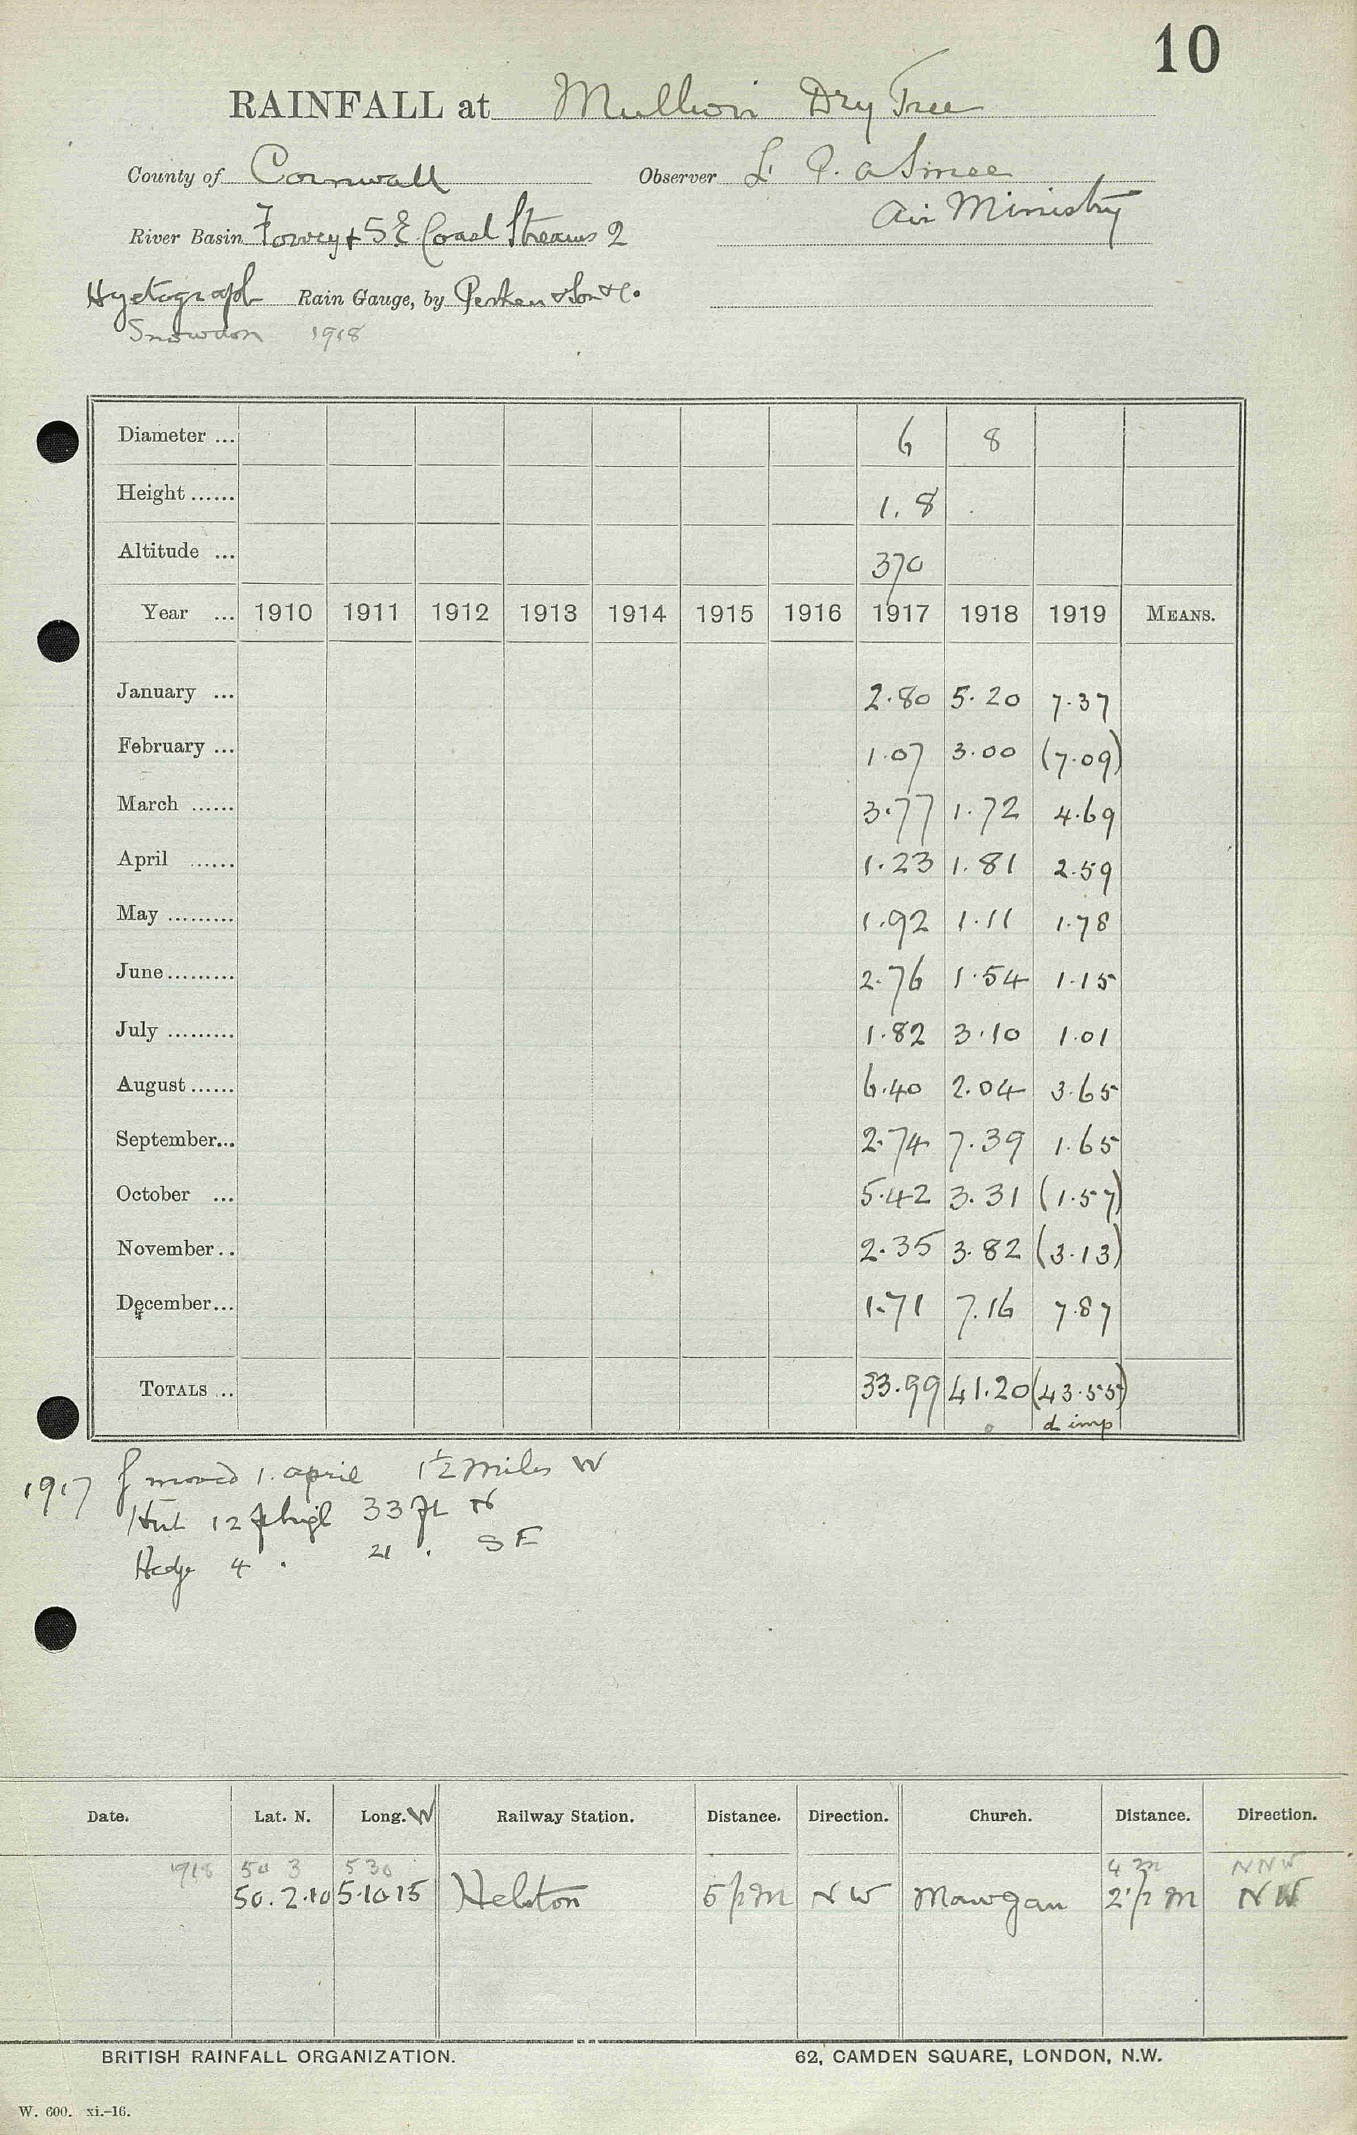 10
RAINFALL at Mullion Dry Tree
County of Cornwall Observer Lt P. A Smee
Air Ministry
River Basin Fowey & S E. Coast Streams 2
Hyetograph Rain Gauge, by Perken & Son & Co.
Snowdon 1918
Diameter ... 6 8
Height ...... 1.8
Altitude ... 370
Year ... 1910 1911 1912 1913 1914 1915 1916 1917 1918 1919 MEANS.
January ... 2.80 5.20 7.37
February ... 1.07 3.00 (7.09)
March ...... 3.77 1.72 4.69
April ...... 1.23 1.81 2.59
May ......... 1.92 1.11 1.78
June ......... 2.76 1.54 1.15
July ......... 1.82 3.10 1.01
August ...... 6.40 2.04 3.65
September... 2.74 7.39 1.65
October ... 5.42 3.31 (1.57)
November .. 2.35 3.82 (3.13)
December... 1.71 7.16 7.87
TOTALS ... 33.99 41.20 (43.55)
d imp
1917 moved 1. April 1½ miles W
Hut 12 ft high 33 ft N
Hedge 4 . 21 . SE
Date. Lat. N. Long. W Railway Station. Distance. Direction. Church. Distance. Direction.
1918 50 3 5 30 4 m NNW
50.2.10 5.10 15 Helston 5½ M NW Mawgan 2½ M NW
BRITISH RAINFALL ORGANIZATION. 62, CAMDEN SQUARE, LONDON, N.W.
W. 600. xi.-16.